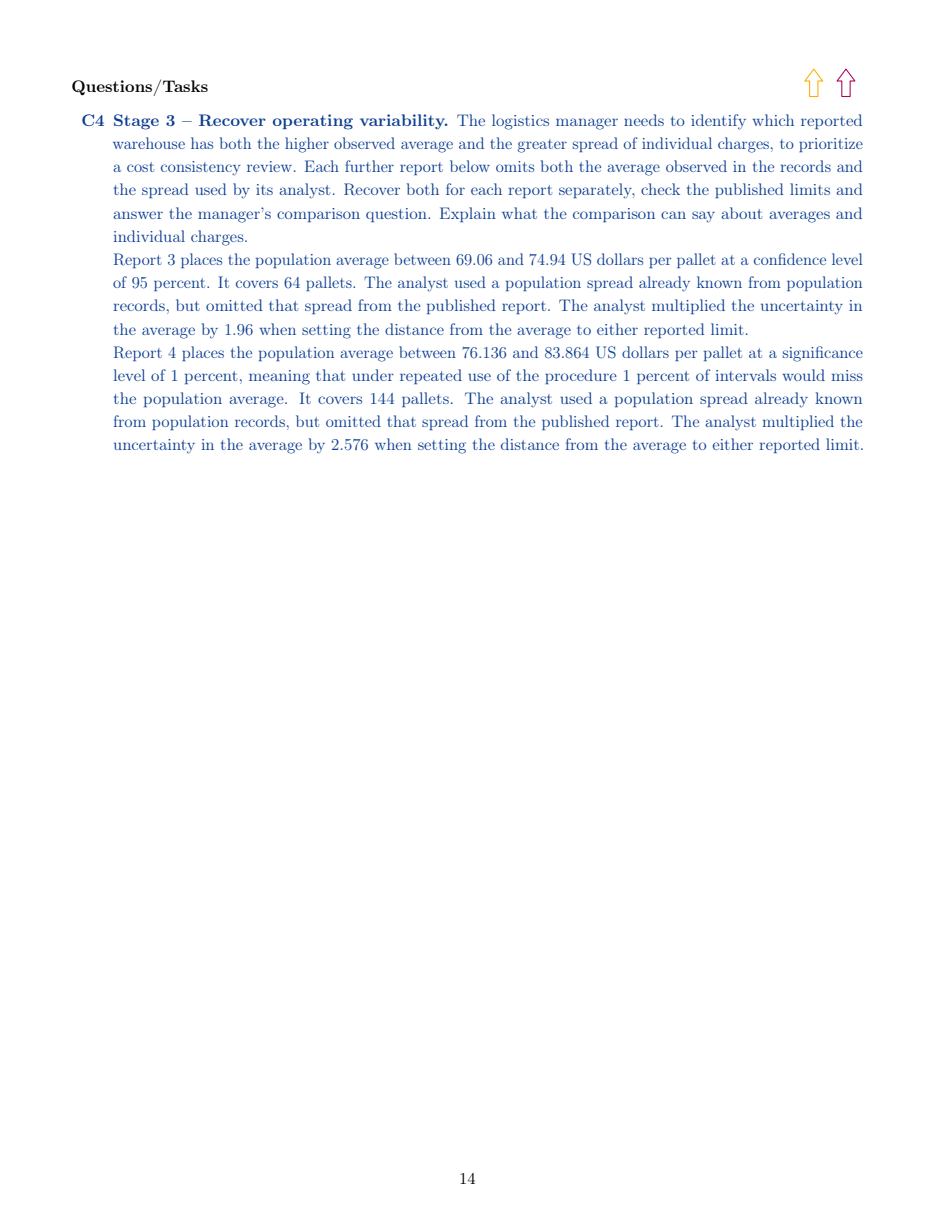 Questions/Tasks
C4 Stage 3 – Recover operating variability. The logistics manager needs to identify which reported
warehouse has both the higher observed average and the greater spread of individual charges, to prioritize
a cost consistency review. Each further report below omits both the average observed in the records and
the spread used by its analyst. Recover both for each report separately, check the published limits and
answer the manager's comparison question. Explain what the comparison can say about averages and
individual charges.
Report 3 places the population average between 69.06 and 74.94 US dollars per pallet at a confidence level
of 95 percent. It covers 64 pallets. The analyst used a population spread already known from population
records, but omitted that spread from the published report. The analyst multiplied the uncertainty in
the average by 1.96 when setting the distance from the average to either reported limit.
Report 4 places the population average between 76.136 and 83.864 US dollars per pallet at a significance
level of 1 percent, meaning that under repeated use of the procedure 1 percent of intervals would miss
the population average. It covers 144 pallets. The analyst used a population spread already known
from population records, but omitted that spread from the published report. The analyst multiplied the
uncertainty in the average by 2.576 when setting the distance from the average to either reported limit.
14